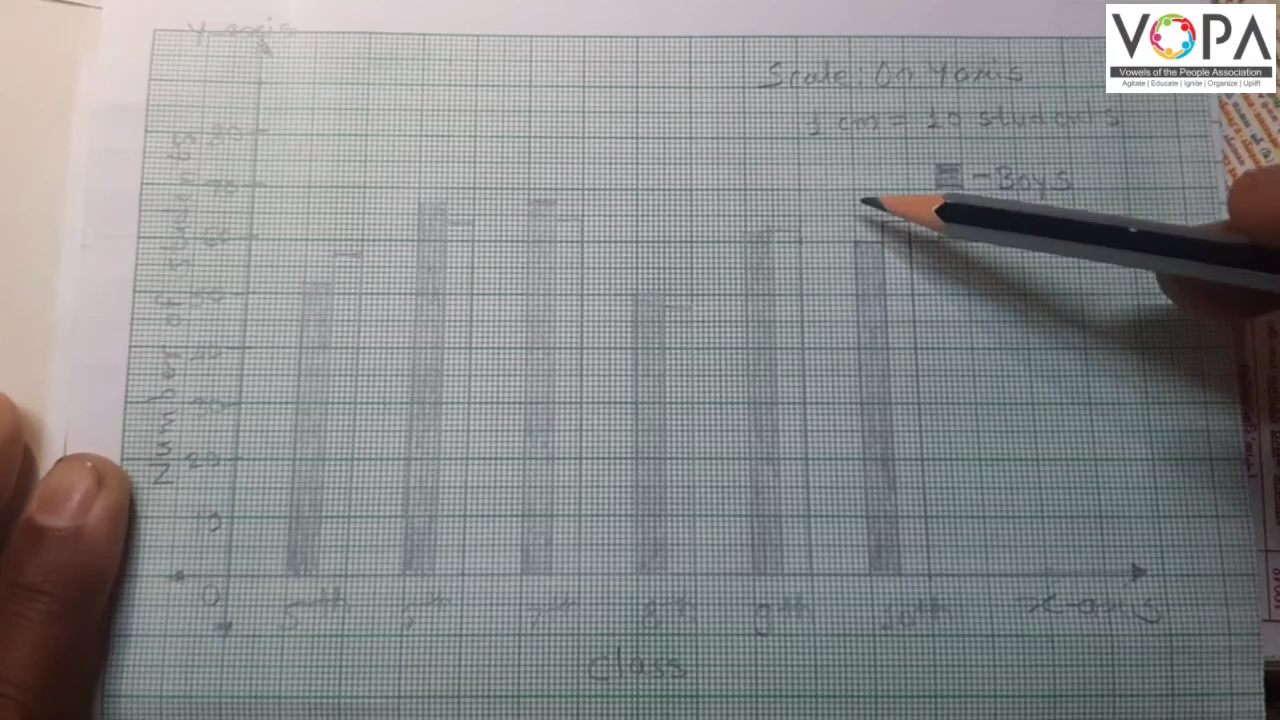 VOPA
Vowels of the People Association
Agitate | Educate | Ignite | Organize | Uplift
Y-axis
Scale: On Y axis
1 cm = 10 students
- Boys
Number of Students
80
70
60
50
40
30
20
10
0
5th 6th 7th 8th 9th 10th
X-axis
Class